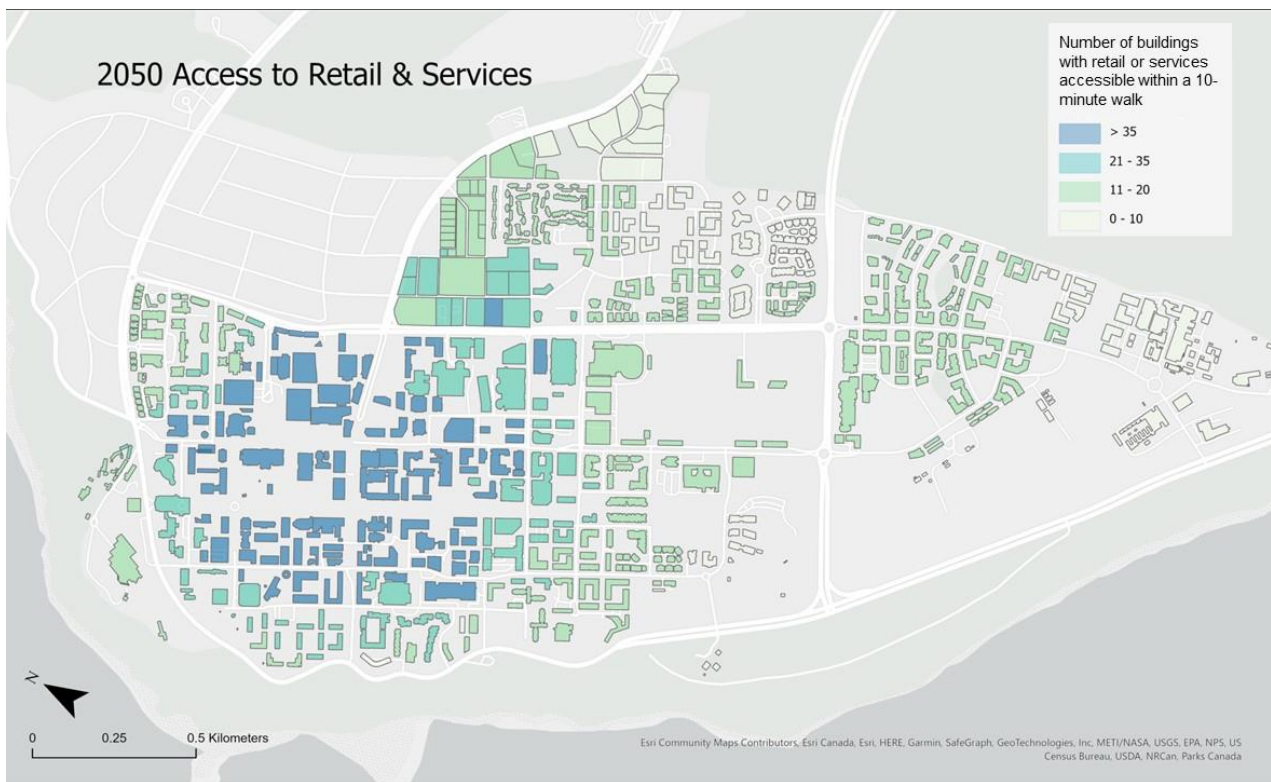 2050 Access to Retail & Services
Number of buildings
with retail or services
accessible within a 10-
minute walk
> 35
21 - 35
11 - 20
0 - 10
N
0 0.25 0.5 Kilometers
Esri Community Maps Contributors, Esri Canada, Esri, HERE, Garmin, SafeGraph, GeoTechnologies, Inc, METI/NASA, USGS, EPA, NPS, US
Census Bureau, USDA, NRCan, Parks Canada